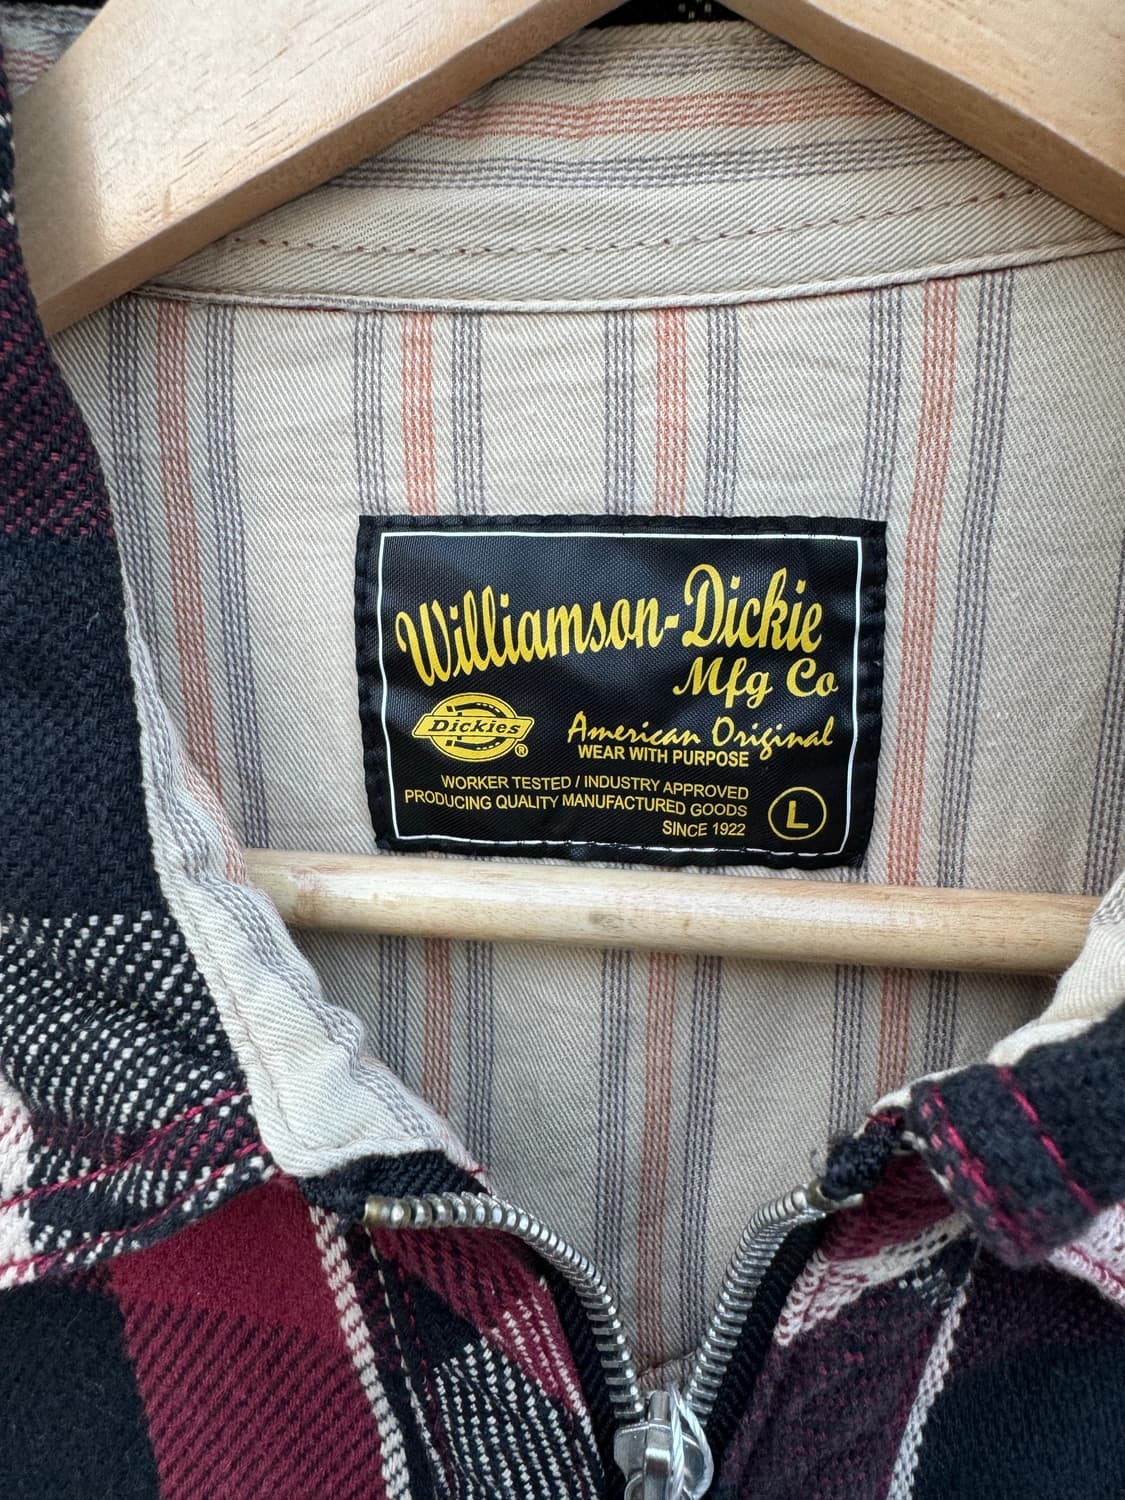 Williamson-Dickie
Mfg Co
Dickies ®
American Original
WEAR WITH PURPOSE
WORKER TESTED / INDUSTRY APPROVED
PRODUCING QUALITY MANUFACTURED GOODS
SINCE 1922
L